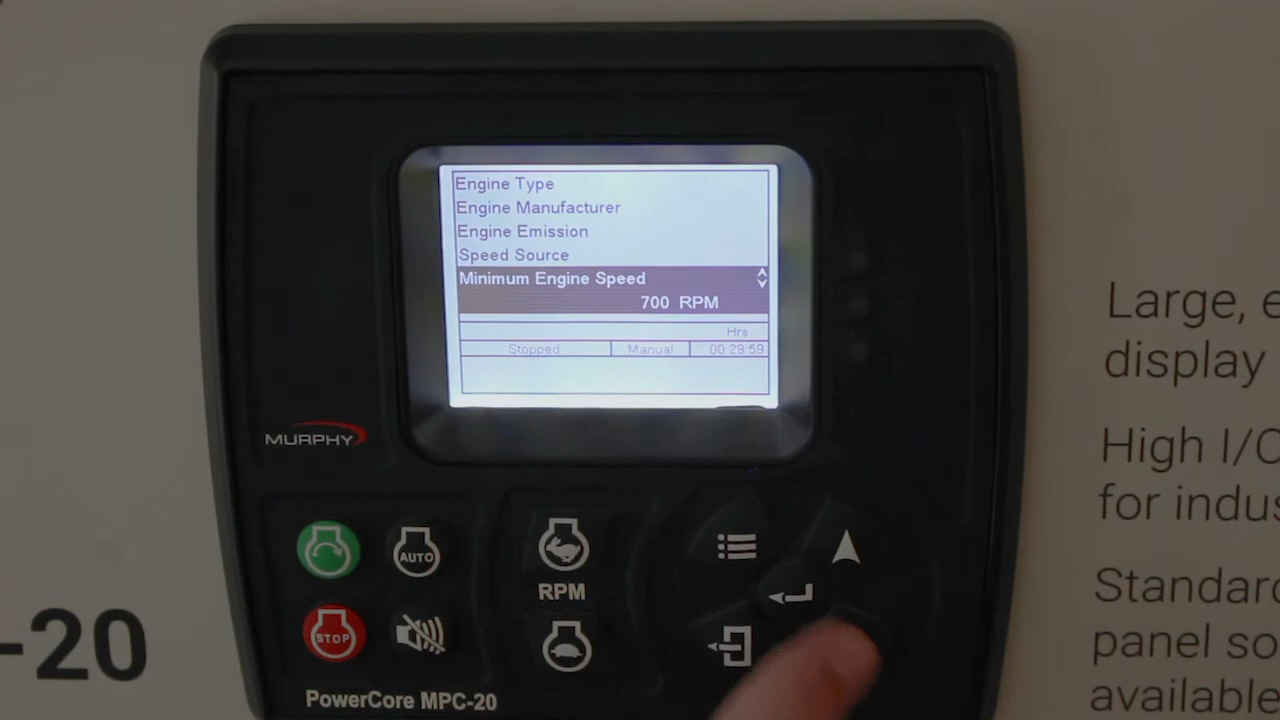 Engine Type
Engine Manufacturer
Engine Emission
Speed Source
Minimum Engine Speed
700 RPM
Hrs
Stopped Manual 00:29:59
MURPHY
AUTO
RPM
STOP
PowerCore MPC-20
-20
Large, e
display
High I/O
for indus
Standard
panel so
available